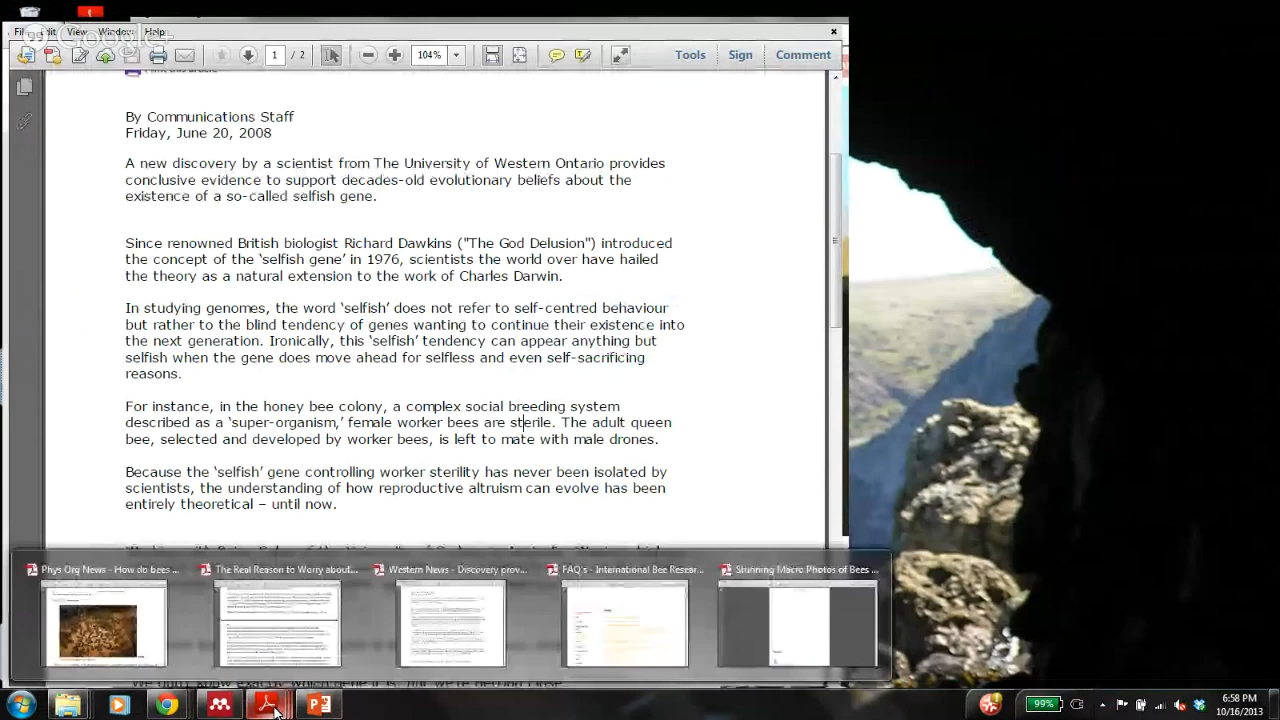 Google+
File Edit View Window Help
1 / 2 104% Tools Sign Comment
Print this article
By Communications Staff
Friday, June 20, 2008
A new discovery by a scientist from The University of Western Ontario provides
conclusive evidence to support decades-old evolutionary beliefs about the
existence of a so-called selfish gene.
Since renowned British biologist Richard Dawkins ("The God Delusion") introduced
the concept of the ‘selfish gene’ in 1976, scientists the world over have hailed
the theory as a natural extension to the work of Charles Darwin.
In studying genomes, the word ‘selfish’ does not refer to self-centred behaviour
but rather to the blind tendency of genes wanting to continue their existence into
the next generation. Ironically, this ‘selfish’ tendency can appear anything but
selfish when the gene does move ahead for selfless and even self-sacrificing
reasons.
For instance, in the honey bee colony, a complex social breeding system
described as a ‘super-organism,’ female worker bees are sterile. The adult queen
bee, selected and developed by worker bees, is left to mate with male drones.
Because the ‘selfish’ gene controlling worker sterility has never been isolated by
scientists, the understanding of how reproductive altruism can evolve has been
entirely theoretical – until now.
Phys Org News - How do bees ...
The Real Reason to Worry about...
Western News - Discovery prov...
FAQ's - International Bee Resear...
Stunning Macro Photos of Bees ...
99%
6:58 PM
10/16/2013